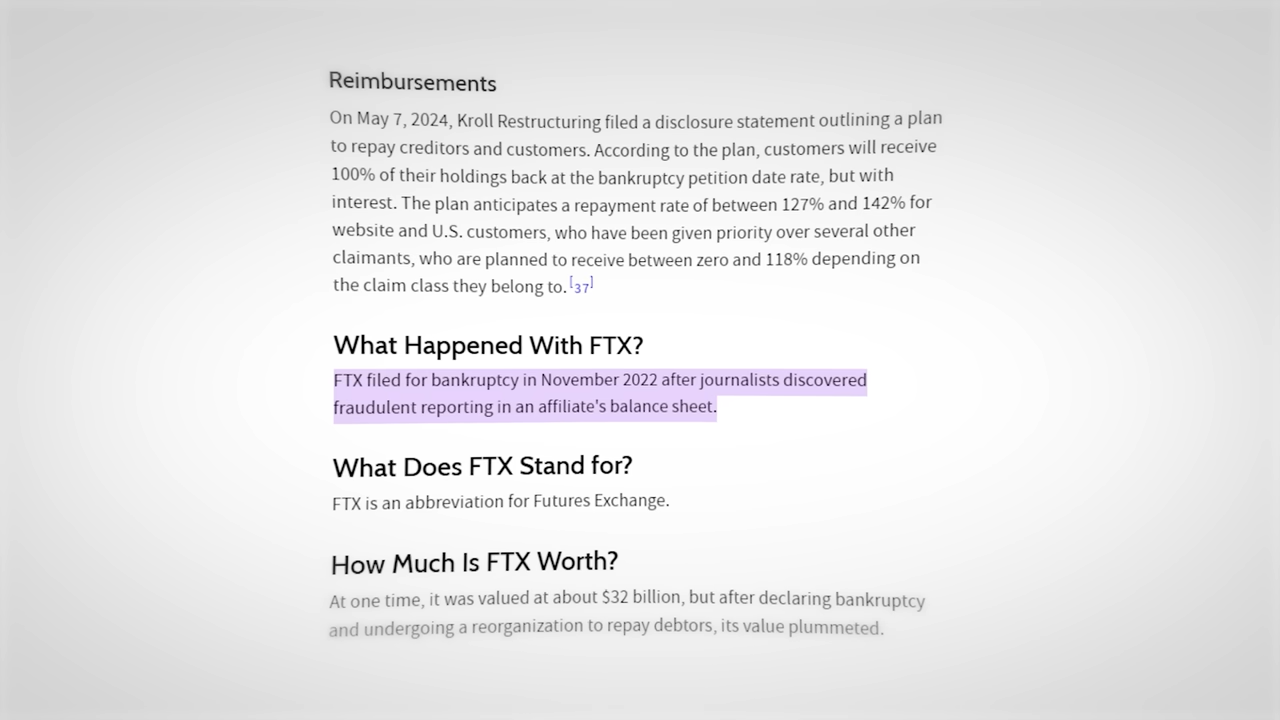 Reimbursements
On May 7, 2024, Kroll Restructuring filed a disclosure statement outlining a plan
to repay creditors and customers. According to the plan, customers will receive
100% of their holdings back at the bankruptcy petition date rate, but with
interest. The plan anticipates a repayment rate of between 127% and 142% for
website and U.S. customers, who have been given priority over several other
claimants, who are planned to receive between zero and 118% depending on
the claim class they belong to.[37]
What Happened With FTX?
FTX filed for bankruptcy in November 2022 after journalists discovered
fraudulent reporting in an affiliate's balance sheet.
What Does FTX Stand for?
FTX is an abbreviation for Futures Exchange.
How Much Is FTX Worth?
At one time, it was valued at about $32 billion, but after declaring bankruptcy
and undergoing a reorganization to repay debtors, its value plummeted.